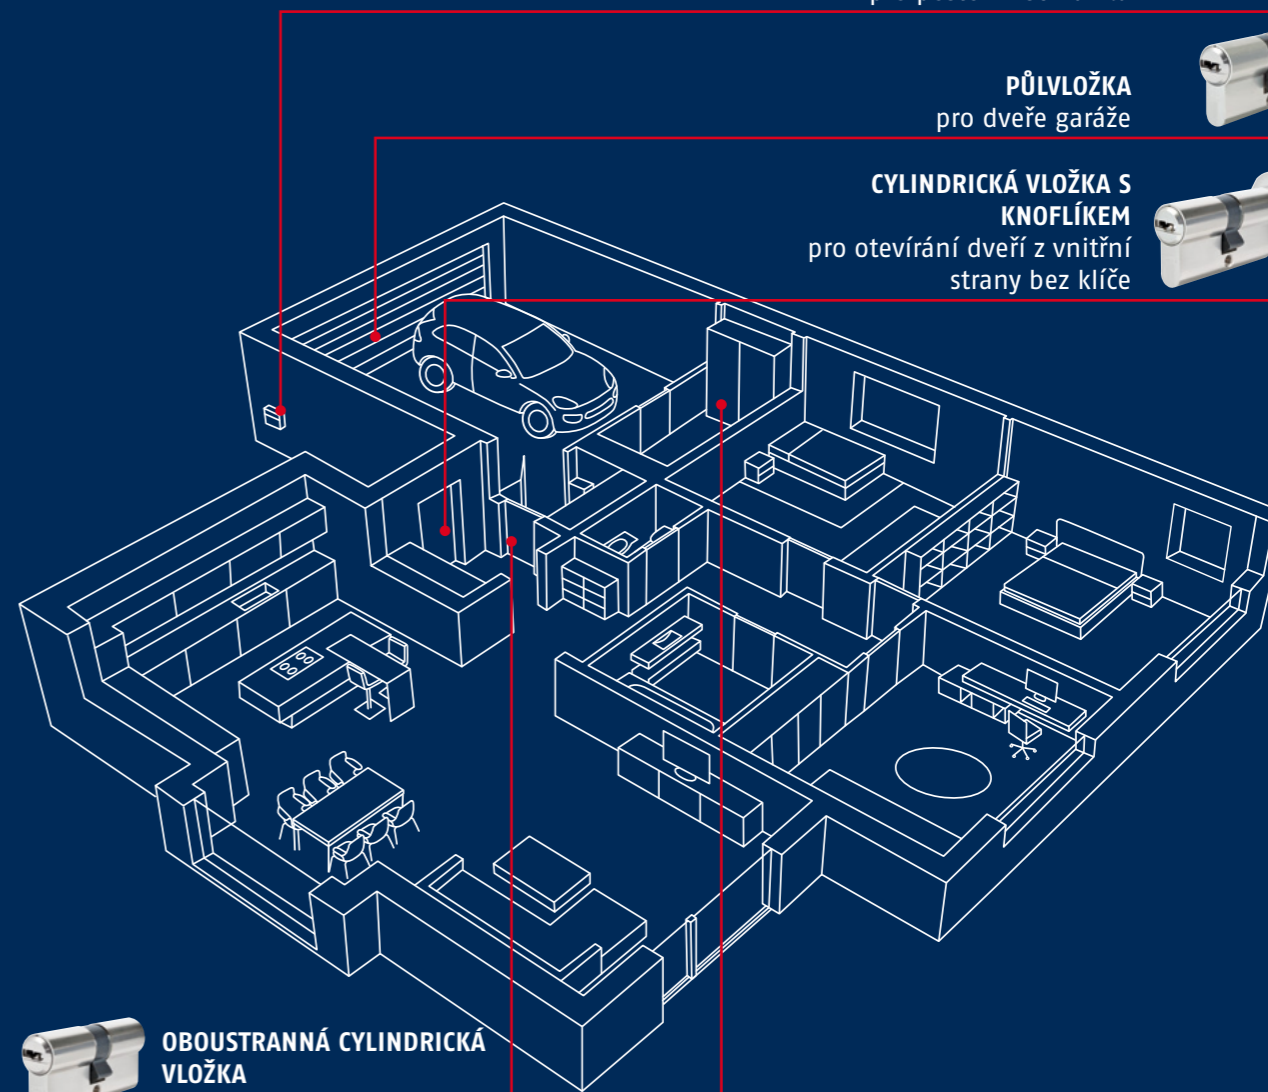 PŮLVLOŽKA
pro dveře garáže
CYLINDRICKÁ VLOŽKA S
KNOFLÍKEM
pro otevírání dveří z vnitřní
strany bez klíče
OBOUSTRANNÁ CYLINDRICKÁ
VLOŽKA